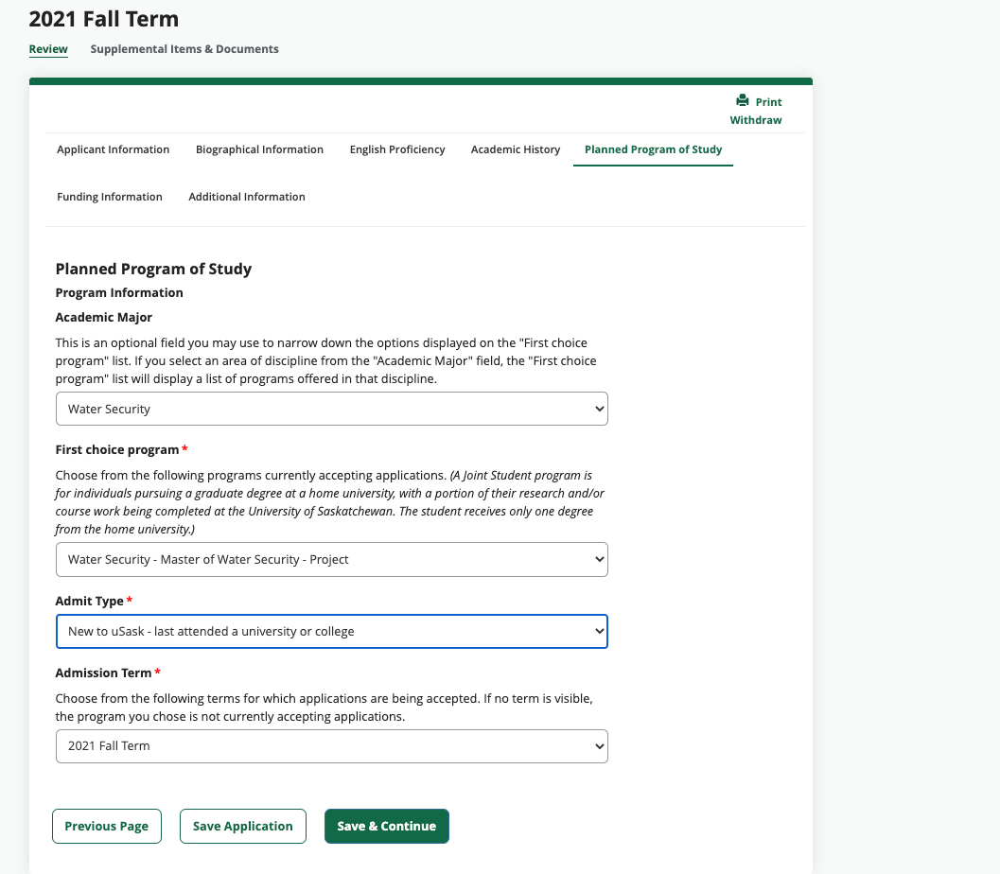 2021 Fall Term
Review Supplemental Items & Documents
Print
Withdraw
Applicant Information Biographical Information English Proficiency Academic History Planned Program of Study
Funding Information Additional Information
Planned Program of Study
Program Information
Academic Major
This is an optional field you may use to narrow down the options displayed on the "First choice
program" list. If you select an area of discipline from the "Academic Major" field, the "First choice
program" list will display a list of programs offered in that discipline.
Water Security
First choice program *
Choose from the following programs currently accepting applications. (A Joint Student program is
for individuals pursuing a graduate degree at a home university, with a portion of their research and/or
course work being completed at the University of Saskatchewan. The student receives only one degree
from the home university.)
Water Security - Master of Water Security - Project
Admit Type *
New to uSask - last attended a university or college
Admission Term *
Choose from the following terms for which applications are being accepted. If no term is visible,
the program you chose is not currently accepting applications.
2021 Fall Term
Previous Page Save Application Save & Continue